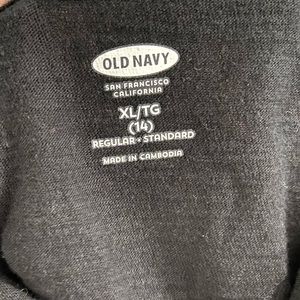 OLD NAVY
SAN FRANCISCO
CALIFORNIA
XL/TG
(14)
REGULAR • STANDARD
MADE IN CAMBODIA